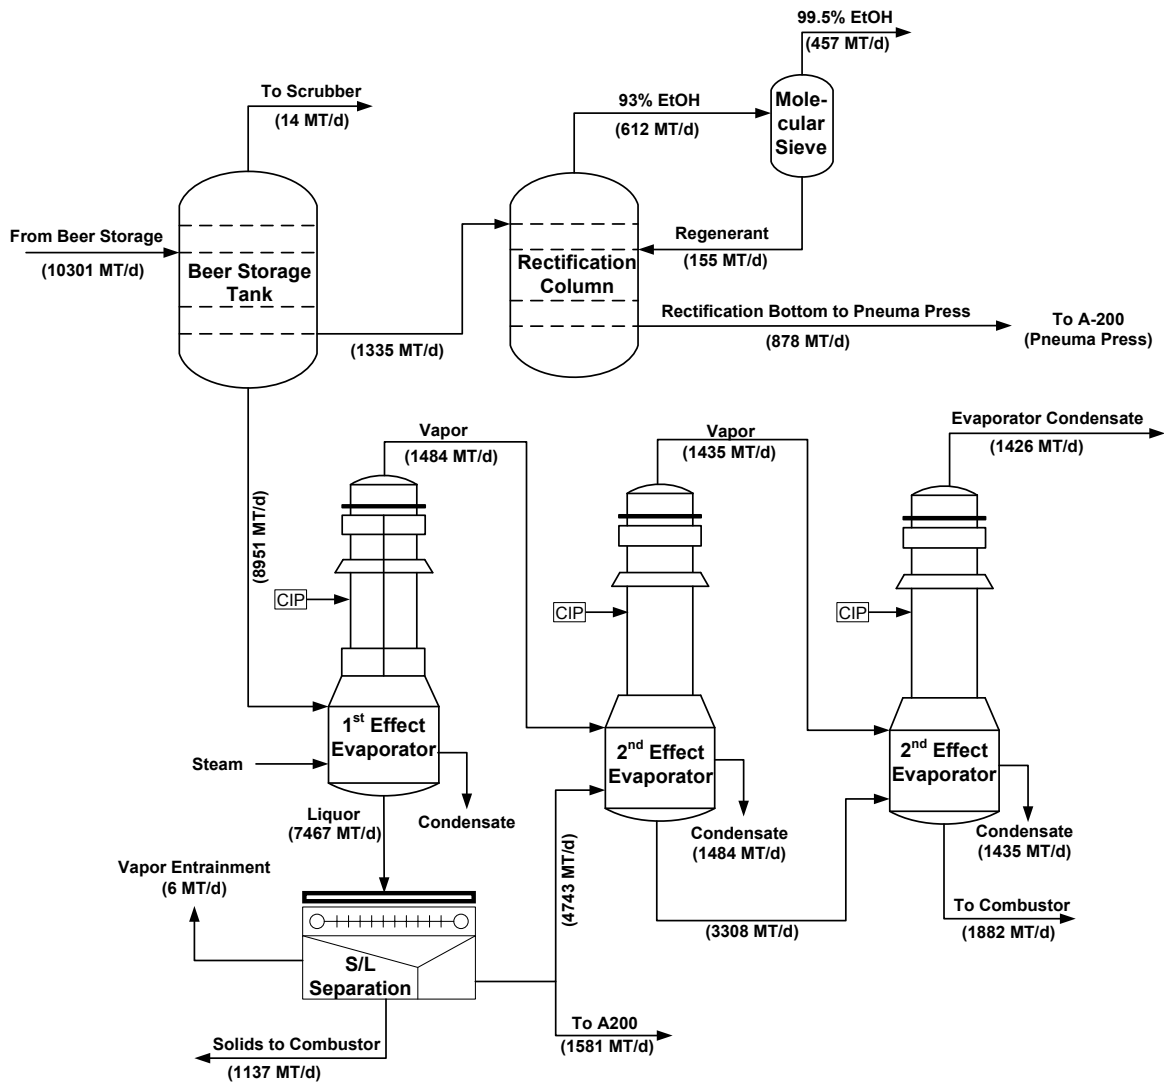 99.5% EtOH
(457 MT/d)
To Scrubber
(14 MT/d)
93% EtOH
(612 MT/d)
Mole-
cular
Sieve
From Beer Storage
(10301 MT/d)
Beer Storage
Tank
Rectification
Column
Regenerant
(155 MT/d)
Rectification Bottom to Pneuma Press
(878 MT/d)
To A-200
(Pneuma Press)
(1335 MT/d)
Vapor
(1484 MT/d)
Vapor
(1435 MT/d)
Evaporator Condensate
(1426 MT/d)
(8951 MT/d)
CIP
CIP
CIP
1st Effect
Evaporator
2nd Effect
Evaporator
2nd Effect
Evaporator
Steam
Liquor
(7467 MT/d)
Condensate
Condensate
(1484 MT/d)
Condensate
(1435 MT/d)
Vapor Entrainment
(6 MT/d)
(4743 MT/d)
(3308 MT/d)
To Combustor
(1882 MT/d)
S/L
Separation
To A200
(1581 MT/d)
Solids to Combustor
(1137 MT/d)